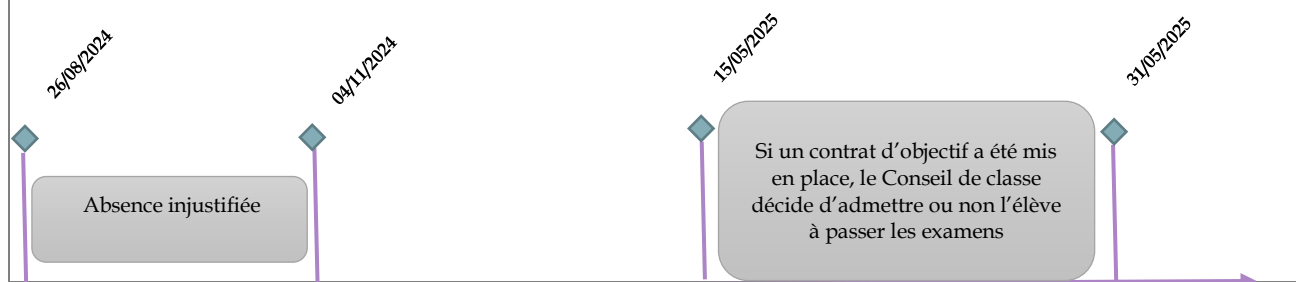 26/08/2024
04/11/2024
15/05/2025
31/05/2025
Absence injustifiée
Si un contrat d’objectif a été mis
en place, le Conseil de classe
décide d’admettre ou non l’élève
à passer les examens